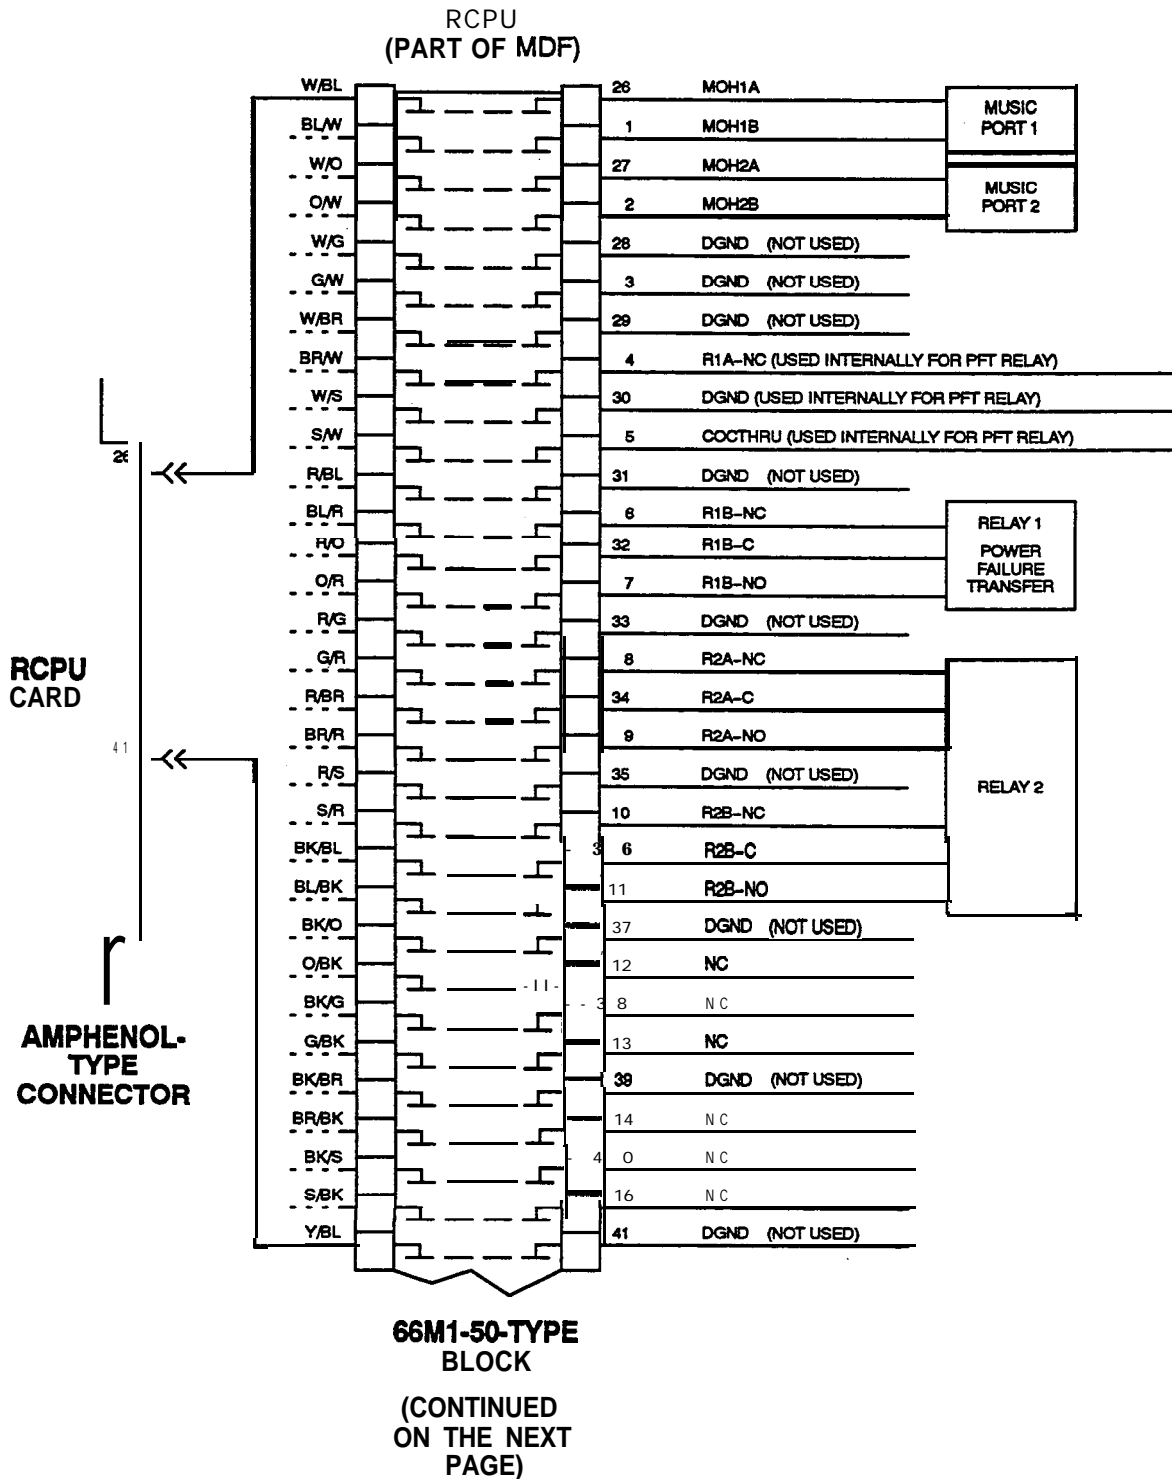 RCPU
(PART OF MDF)
W/BL 26 MOH1A
BL/W 1 MOH1B
MUSIC
PORT 1
W/O 27 MOH2A
O/W 2 MOH2B
MUSIC
PORT 2
W/G 28 DGND (NOT USED)
G/W 3 DGND (NOT USED)
W/BR 29 DGND (NOT USED)
BR/W 4 R1A-NC (USED INTERNALLY FOR PFT RELAY)
W/S 30 DGND (USED INTERNALLY FOR PFT RELAY)
S/W 5 COCTHRU (USED INTERNALLY FOR PFT RELAY)
26
R/BL 31 DGND (NOT USED)
BL/R 6 R1B-NC
R/O 32 R1B-C
O/R 7 R1B-NO
RELAY 1
POWER
FAILURE
TRANSFER
R/G 33 DGND (NOT USED)
G/R 8 R2A-NC
R/BR 34 R2A-C
BR/R 9 R2A-NO
RCPU
CARD
41
R/S 35 DGND (NOT USED)
S/R 10 R2B-NC
RELAY 2
BK/BL - 3 6 R2B-C
BL/BK 11 R2B-NO
BK/O 37 DGND (NOT USED)
O/BK 12 NC
BK/G - - 3 8 N C
G/BK 13 NC
BK/BR 39 DGND (NOT USED)
BR/BK 14 N C
BK/S - 4 0 N C
S/BK 16 N C
Y/BL 41 DGND (NOT USED)
AMPHENOL-
TYPE
CONNECTOR
66M1-50-TYPE
BLOCK
(CONTINUED
ON THE NEXT
PAGE)